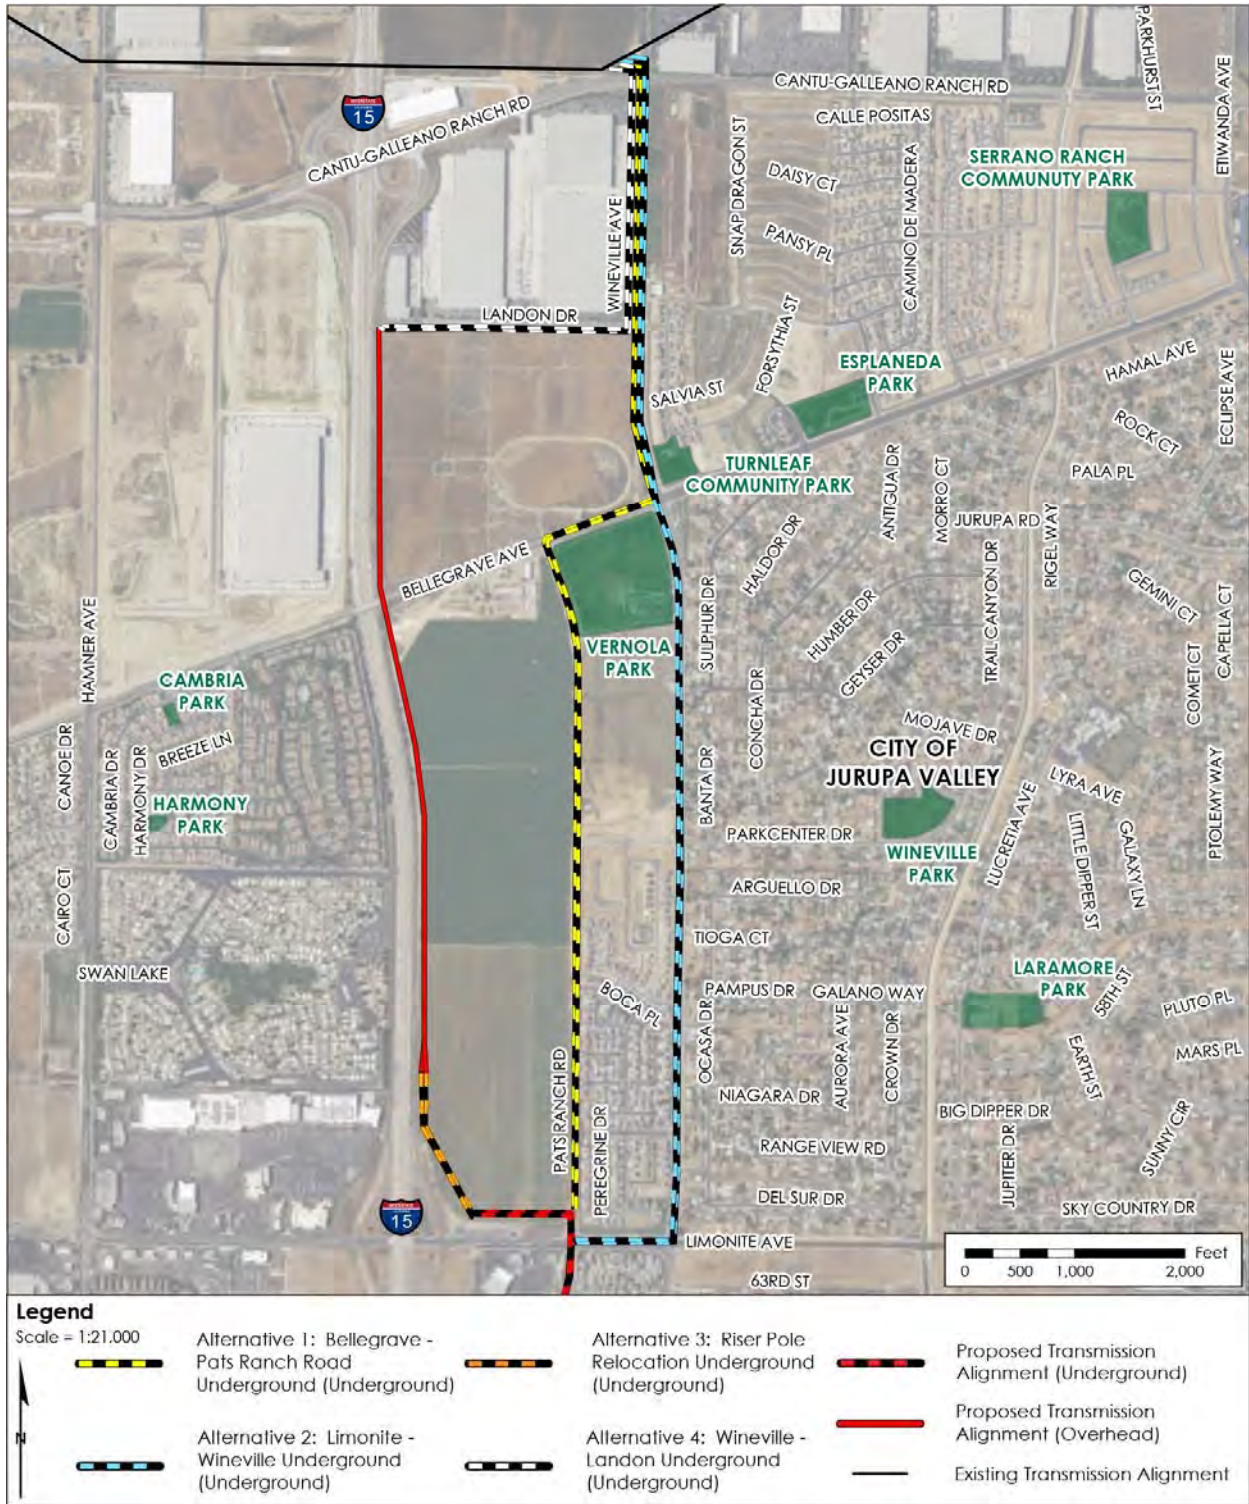 PARKHURST ST
ETIWANDA AVE
CANTU-GALLEANO RANCH RD
INTERSTATE
15
CANTU-GALLEANO RANCH RD
CALLE POSITAS
SNAP DRAGON ST
DAISY CT
CAMINO DE MADERA
SERRANO RANCH
COMMUNUTY PARK
WINEVILLE AVE
PANSY PL
LANDON DR
FORSYTHIA ST
ESPLANEDA
PARK
HAMAL AVE
ECLIPSE AVE
SALVIA ST
ROCK CT
TURNLEAF
COMMUNITY PARK
ANTIGUA DR
MORRO CT
PALA PL
JURUPA RD
RIGEL WAY
HALDOR DR
BELLEGRAVE AVE
TRAIL CANYON DR
GEMINI CT
CAPELLA CT
HAMNER AVE
SULPHUR DR
HUMBER DR
GEYSER DR
VERNOLA
PARK
COMET CT
CAMBRIA
PARK
CONCHA DR
MOJAVE DR
CANOE DR
BREEZE LN
CITY OF
JURUPA VALLEY
CAMBRIA DR
HARMONY DR
HARMONY
PARK
BANTA DR
LYRA AVE
PTOLEMY WAY
PARKCENTER DR
WINEVILLE
PARK
LUCRETIA AVE
LITTLE DIPPER ST
GALAXY LN
CAIRO CT
ARGUELLO DR
TIOGA CT
SWAN LAKE
LARAMORE
PARK
BOCA PL
PAMPUS DR
GALANO WAY
58TH ST
PLUTO PL
OCASA DR
AURORA AVE
CROWN DR
EARTH ST
MARS PL
PATS RANCH RD
PEREGRINE DR
NIAGARA DR
BIG DIPPER DR
SUNNY CIR
RANGE VIEW RD
JUPITER DR
DEL SUR DR
SKY COUNTRY DR
INTERSTATE
15
LIMONITE AVE
63RD ST
Feet
0 500 1,000 2,000
Legend
Scale = 1:21.000
N
Alternative 1: Bellegrave -
Pats Ranch Road
Underground (Underground)
Alternative 2: Limonite -
Wineville Underground
(Underground)
Alternative 3: Riser Pole
Relocation Underground
(Underground)
Alternative 4: Wineville -
Landon Underground
(Underground)
Proposed Transmission
Alignment (Underground)
Proposed Transmission
Alignment (Overhead)
Existing Transmission Alignment